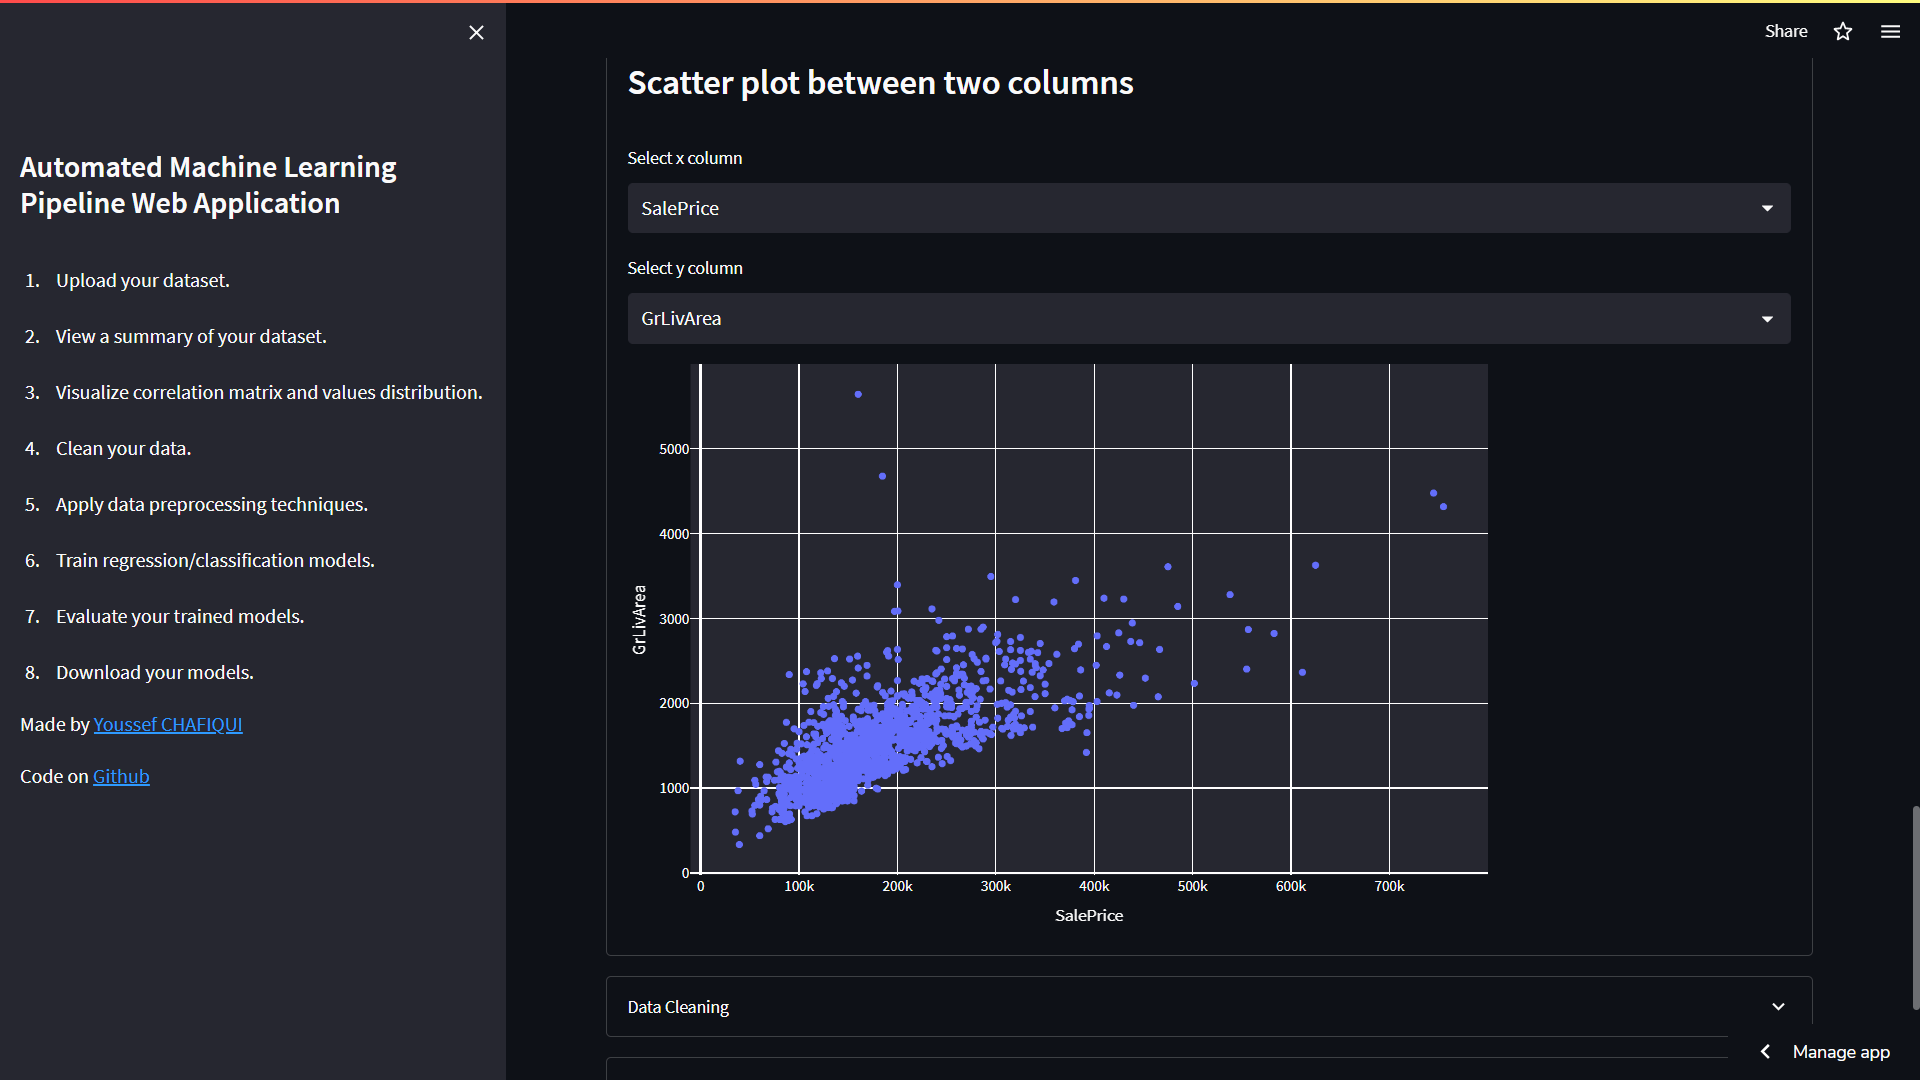 Share
Automated Machine Learning
Pipeline Web Application
1. Upload your dataset.
2. View a summary of your dataset.
3. Visualize correlation matrix and values distribution.
4. Clean your data.
5. Apply data preprocessing techniques.
6. Train regression/classification models.
7. Evaluate your trained models.
8. Download your models.
Made by Youssef CHAFIQUI
Code on Github
Scatter plot between two columns
Select x column
SalePrice
Select y column
GrLivArea
5000
4000
3000
2000
1000
0
GrLivArea
0 100k 200k 300k 400k 500k 600k 700k
SalePrice
Data Cleaning
Manage app